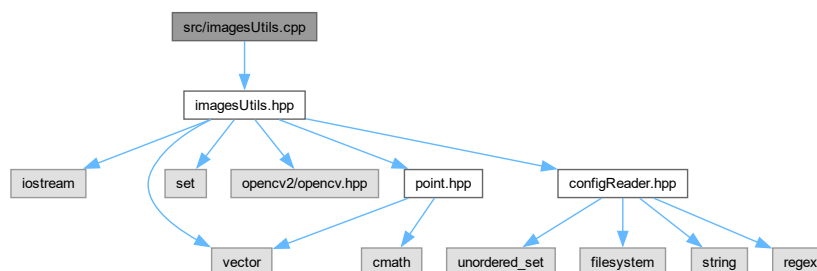 src/imagesUtils.cpp
imagesUtils.hpp
iostream
set
opencv2/opencv.hpp
point.hpp
configReader.hpp
vector
cmath
unordered_set
filesystem
string
regex